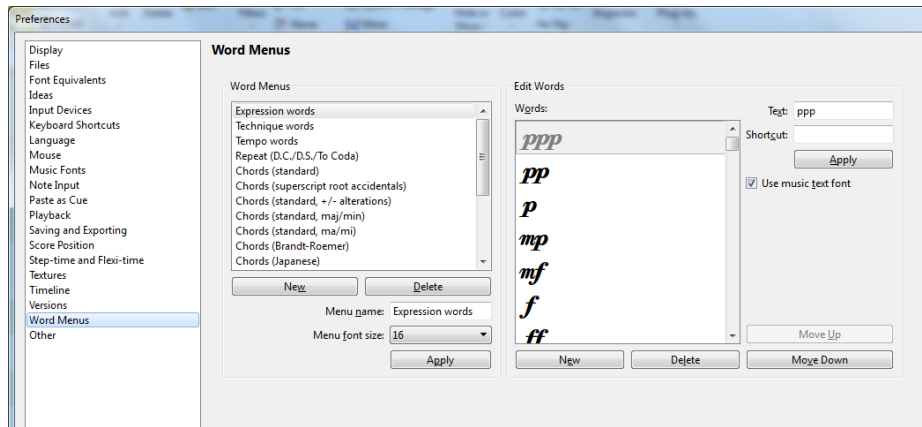 Preferences
Display
Files
Font Equivalents
Ideas
Input Devices
Keyboard Shortcuts
Language
Mouse
Music Fonts
Note Input
Paste as Cue
Playback
Saving and Exporting
Score Position
Step-time and Flexi-time
Textures
Timeline
Versions
Word Menus
Other
Word Menus
Word Menus
Expression words
Technique words
Tempo words
Repeat (D.C./D.S./To Coda)
Chords (standard)
Chords (superscript root accidentals)
Chords (standard, +/- alterations)
Chords (standard, maj/min)
Chords (standard, ma/mi)
Chords (Brandt-Roemer)
Chords (Japanese)
New Delete
Menu name: Expression words
Menu font size: 16
Apply
Edit Words
Words:
ppp
pp
p
mp
mf
f
ff
New Delete
Text: ppp
Shortcut:
Apply
Use music text font
Move Up
Move Down